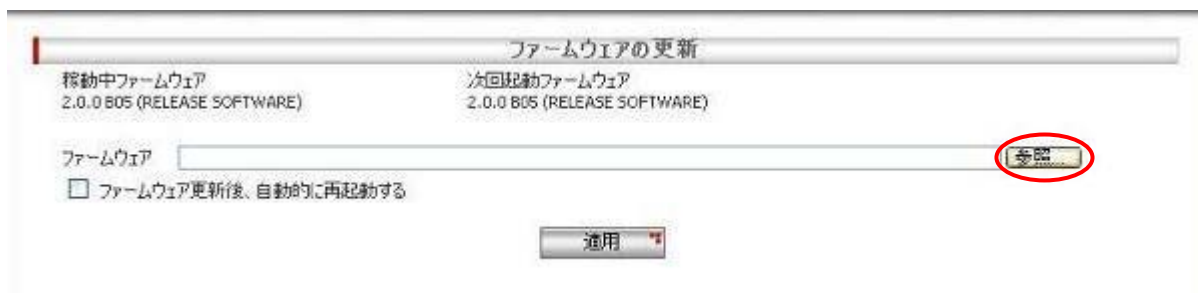 ファームウェアの更新
稼動中ファームウェア 次回起動ファームウェア
2.0.0 B05 (RELEASE SOFTWARE) 2.0.0 B05 (RELEASE SOFTWARE)
ファームウェア 参照...
ファームウェア更新後、自動的に再起動する
適用